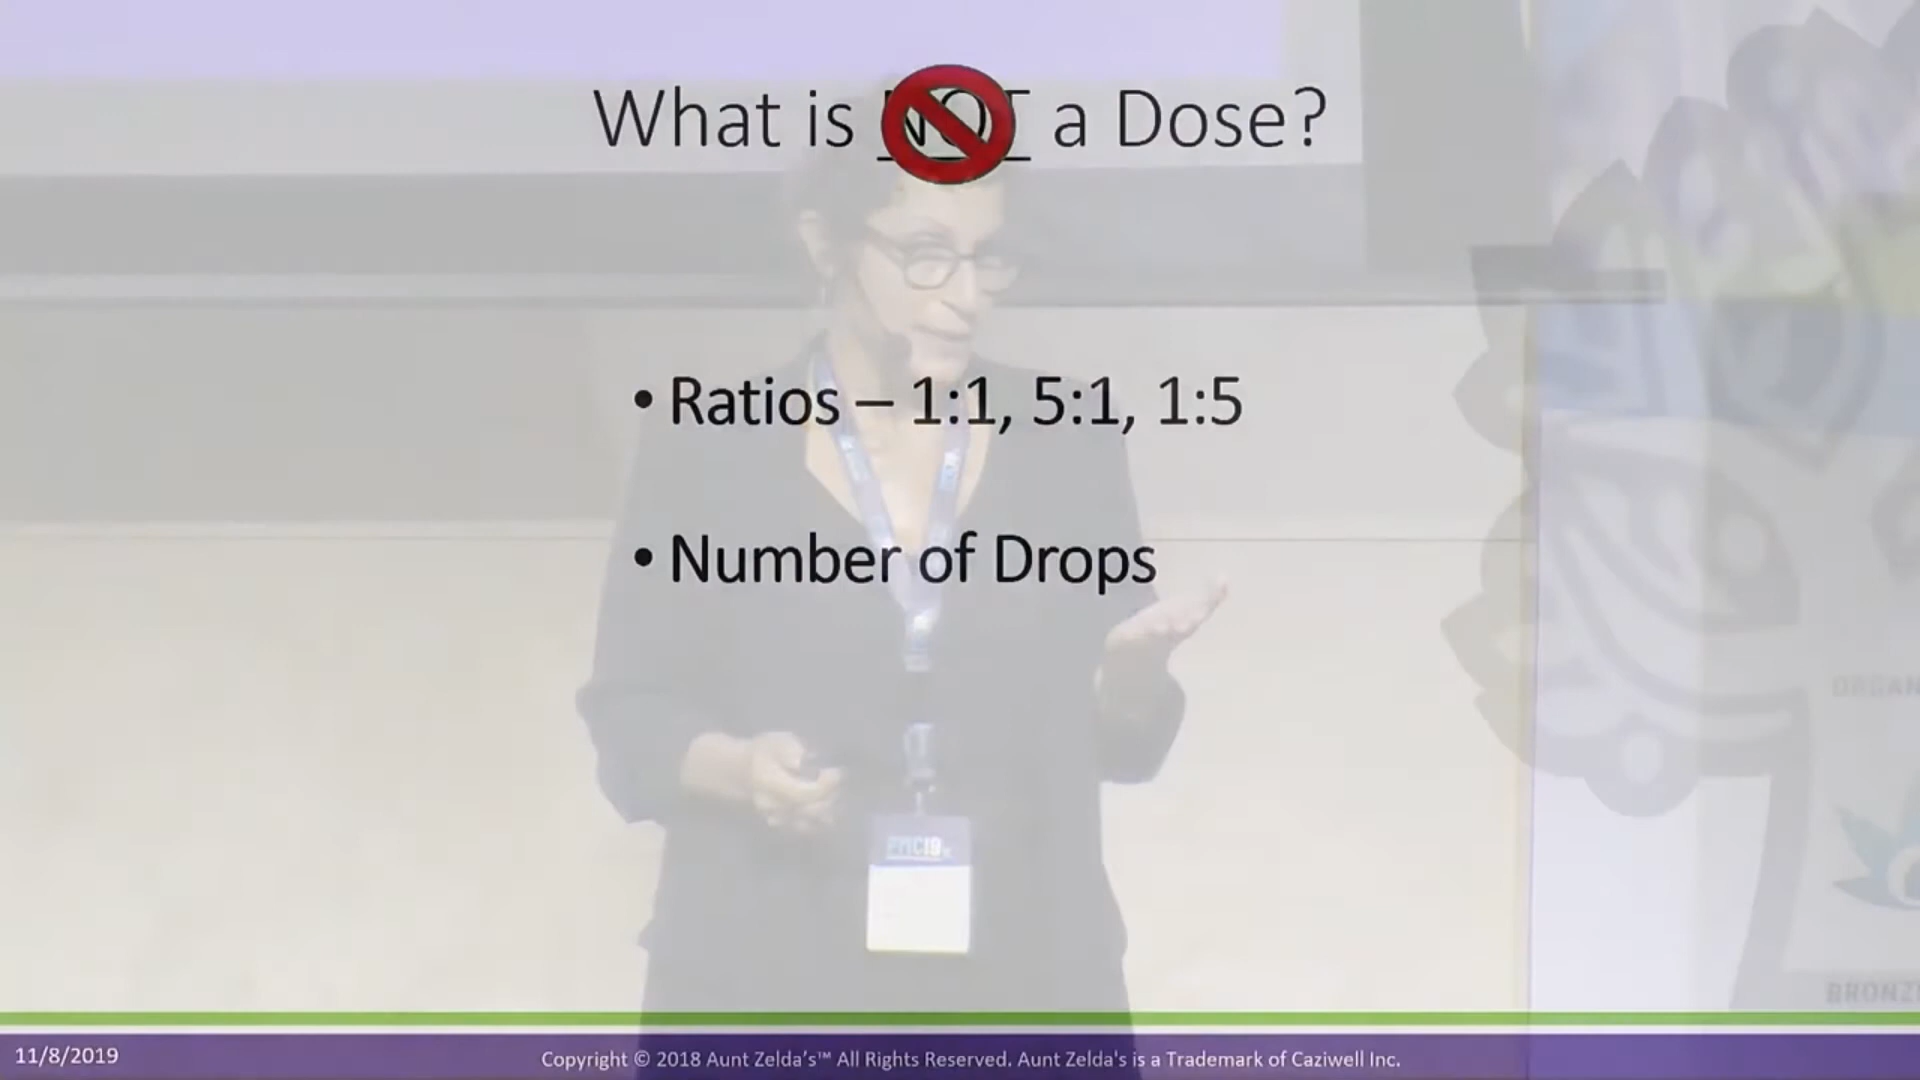 What is NOT a Dose?
• Ratios – 1:1, 5:1, 1:5
• Number of Drops
BRONZ
11/8/2019
Copyright © 2018 Aunt Zelda's™ All Rights Reserved. Aunt Zelda's is a Trademark of Caziwell Inc.